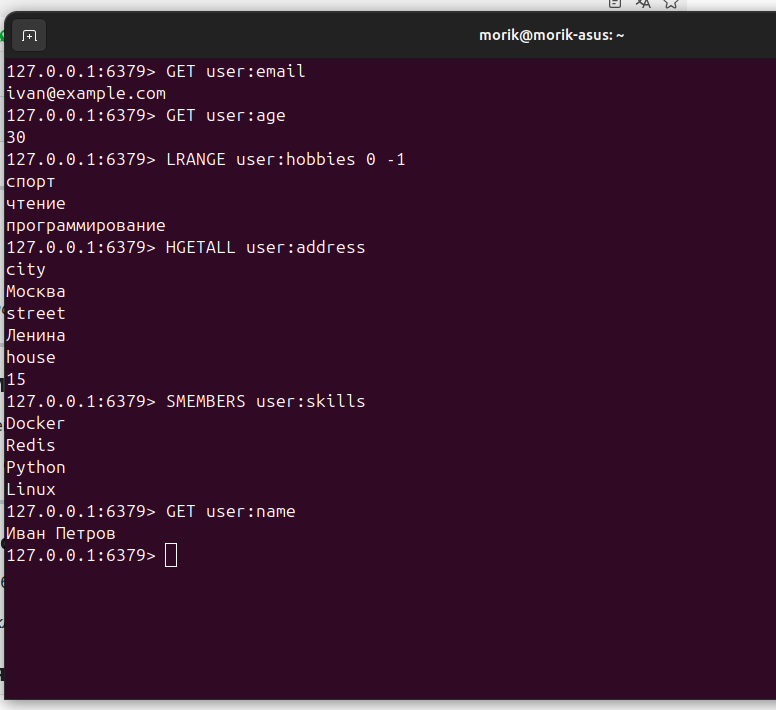 morik@morik-asus: ~
127.0.0.1:6379> GET user:email
ivan@example.com
127.0.0.1:6379> GET user:age
30
127.0.0.1:6379> LRANGE user:hobbies 0 -1
спорт
чтение
программирование
127.0.0.1:6379> HGETALL user:address
city
Москва
street
Ленина
house
15
127.0.0.1:6379> SMEMBERS user:skills
Docker
Redis
Python
Linux
127.0.0.1:6379> GET user:name
Иван Петров
127.0.0.1:6379>